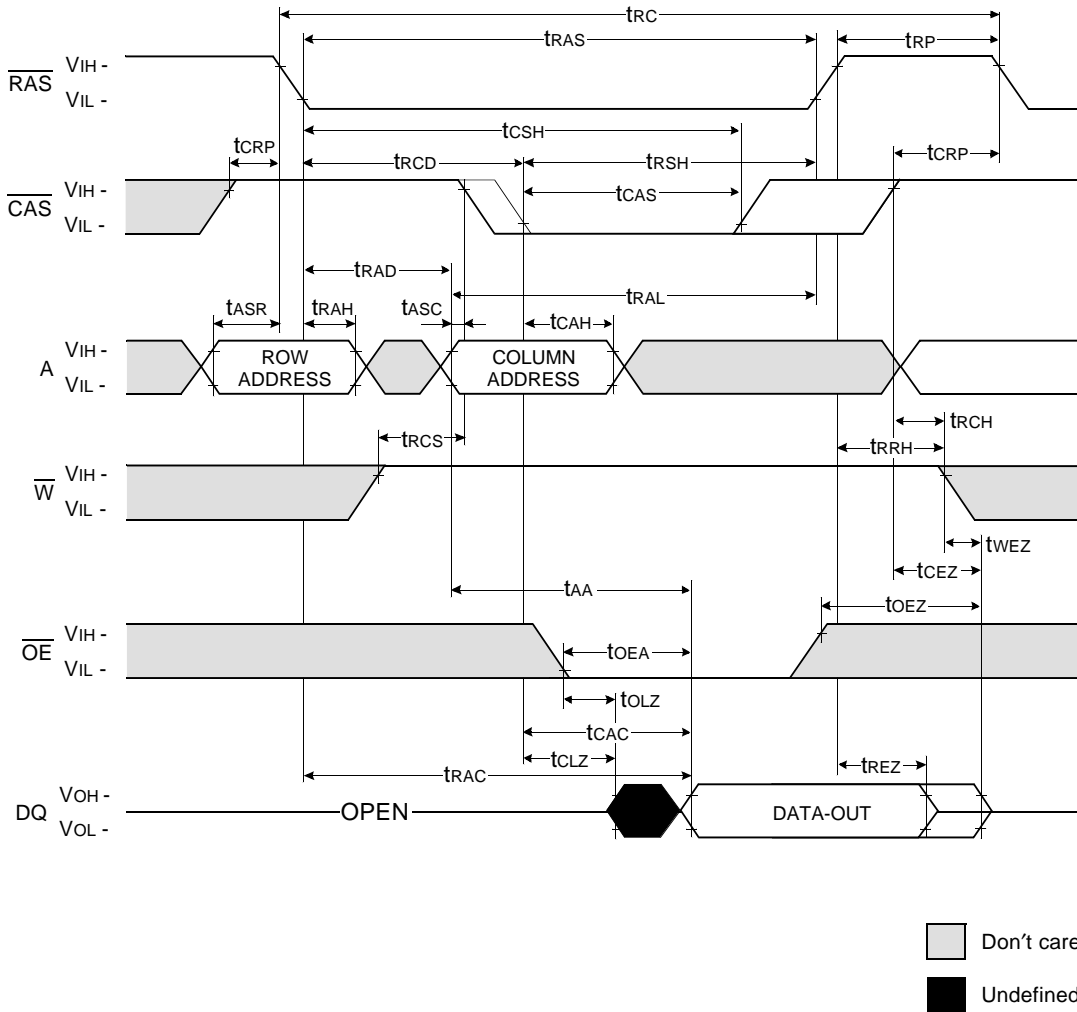 tRC
tRAS
tRP
RAS
VIH -
VIL -
tCSH
tCRP
tRCD
tRSH
tCRP
CAS
VIH -
VIL -
tCAS
tRAD
tRAL
tASR
tRAH
tASC
tCAH
A
VIH -
VIL -
ROW
ADDRESS
COLUMN
ADDRESS
tRCH
tRCS
tRRH
W
VIH -
VIL -
tWEZ
tCEZ
tAA
tOEZ
OE
VIH -
VIL -
tOEA
tOLZ
tCAC
tCLZ
tRAC
tREZ
DQ
VOH -
VOL -
OPEN
DATA-OUT
Don't care
Undefined